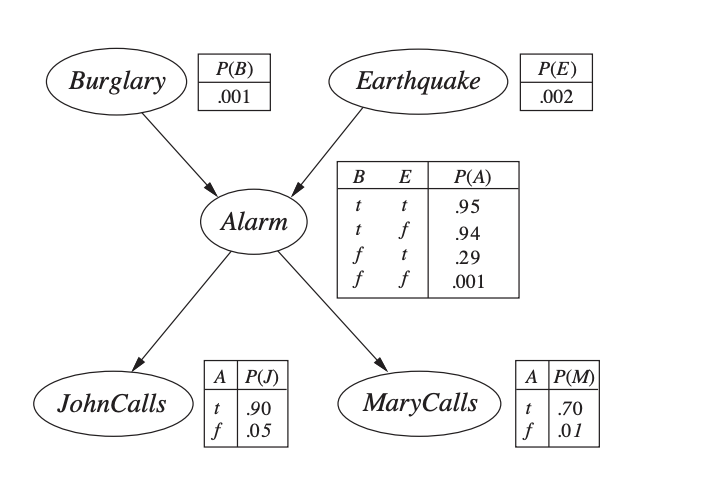 Burglary
P(B)
.001
Earthquake
P(E)
.002
Alarm
B E P(A)
t t .95
t f .94
f t .29
f f .001
JohnCalls
A P(J)
t .90
f .05
MaryCalls
A P(M)
t .70
f .01